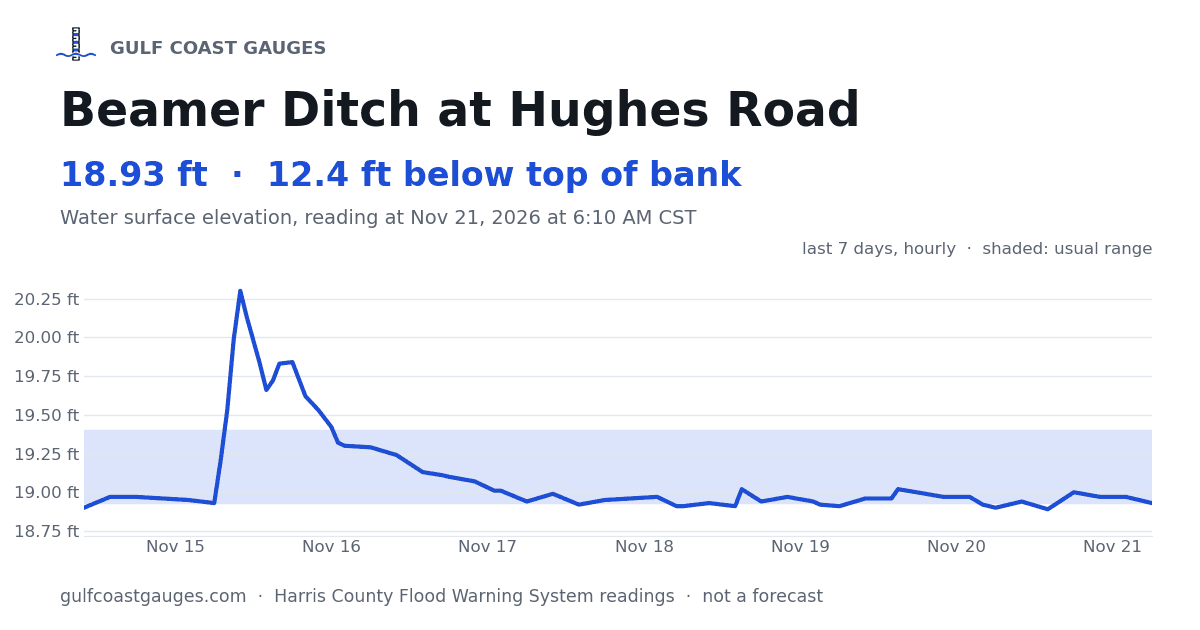 GULF COAST GAUGES
Beamer Ditch at Hughes Road
18.93 ft · 12.4 ft below top of bank
Water surface elevation, reading at Nov 21, 2026 at 6:10 AM CST
last 7 days, hourly · shaded: usual range
20.25 ft
20.00 ft
19.75 ft
19.50 ft
19.25 ft
19.00 ft
18.75 ft
Nov 15 Nov 16 Nov 17 Nov 18 Nov 19 Nov 20 Nov 21
gulfcoastgauges.com · Harris County Flood Warning System readings · not a forecast